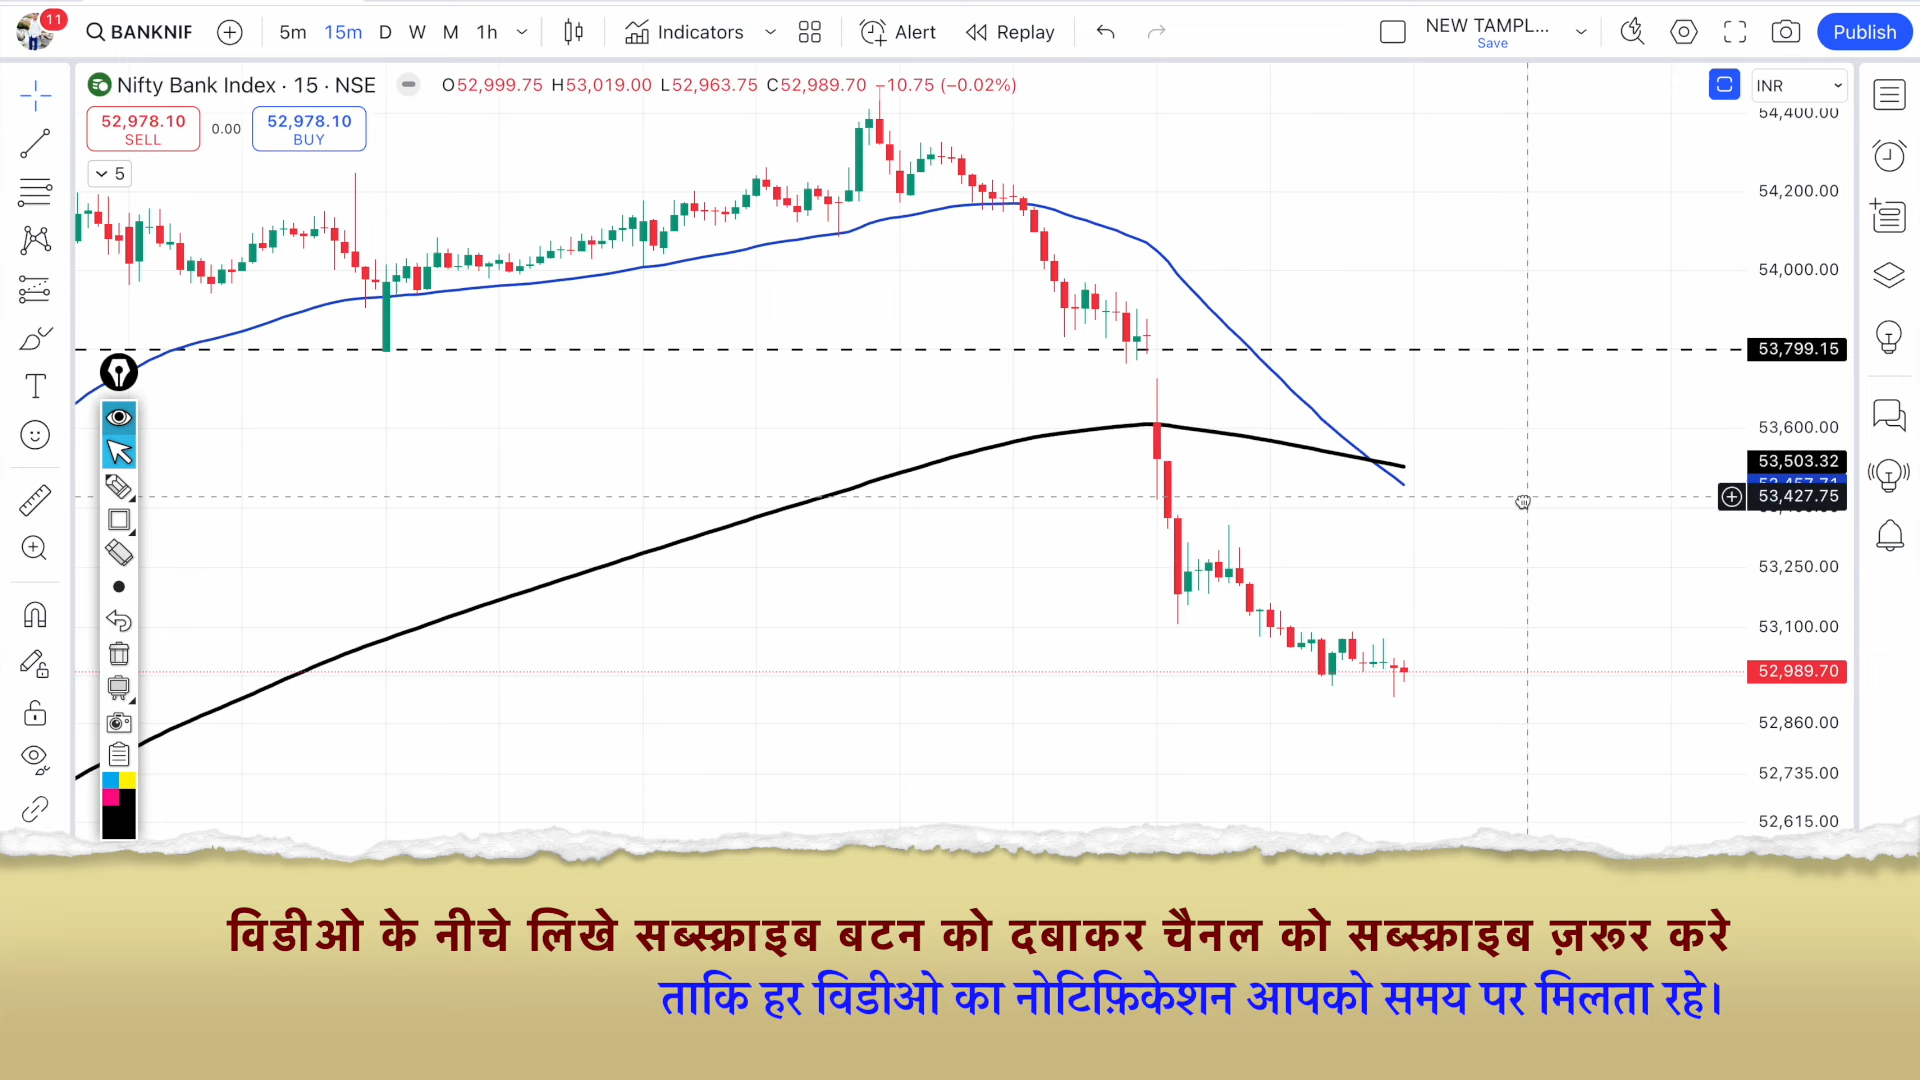 11
BANKNIF
5m 15m D W M 1h
Indicators
Alert
Replay
NEW TAMPL...
Save
Publish
Nifty Bank Index · 15 · NSE
O52,999.75 H53,019.00 L52,963.75 C52,989.70 −10.75 (−0.02%)
INR
52,978.10
SELL
0.00
52,978.10
BUY
5
54,400.00
54,200.00
54,000.00
53,799.15
53,600.00
53,503.32
53,427.75
53,250.00
53,100.00
52,989.70
52,860.00
52,735.00
52,615.00
विडीओ के नीचे लिखे सब्स्क्राइब बटन को दबाकर चैनल को सब्स्क्राइब ज़रूर करे
ताकि हर विडीओ का नोटिफ़िकेशन आपको समय पर मिलता रहे।